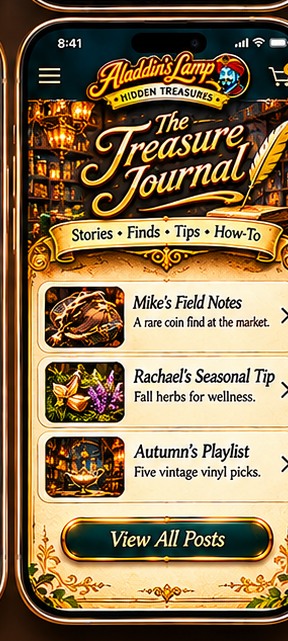 8:41
Aladdin's Lamp
HIDDEN TREASURES
The
Treasure
Journal
Stories • Finds • Tips • How-To
Mike's Field Notes
A rare coin find at the market.
Rachael's Seasonal Tip
Fall herbs for wellness.
Autumn's Playlist
Five vintage vinyl picks.
View All Posts